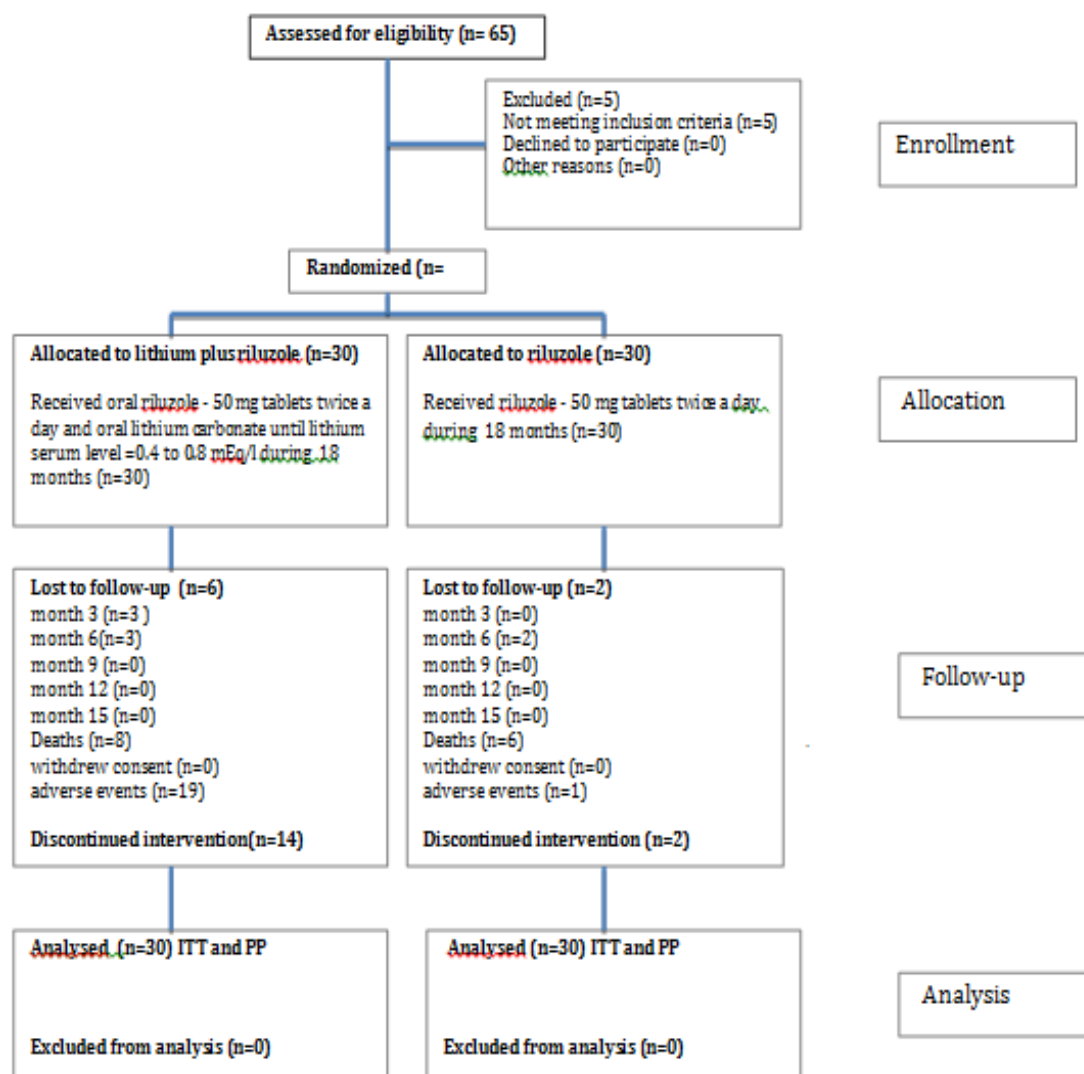 Assessed for eligibility (n= 65)
Excluded (n=5)
Not meeting inclusion criteria (n=5)
Declined to participate (n=0)
Other reasons (n=0)
Enrollment
Randomized (n=
Allocated to lithium plus riluzole (n=30)
Received oral riluzole - 50 mg tablets twice a
day and oral lithium carbonate until lithium
serum level =0.4 to 0.8 mEq/l during 18
months (n=30)
Allocated to riluzole (n=30)
Received riluzole - 50 mg tablets twice a day
during 18 months (n=30)
Allocation
Lost to follow-up (n=6)
month 3 (n=3 )
month 6(n=3)
month 9 (n=0)
month 12 (n=0)
month 15 (n=0)
Deaths (n=8)
withdrew consent (n=0)
adverse events (n=19)
Discontinued intervention(n=14)
Lost to follow-up (n=2)
month 3 (n=0)
month 6 (n=2)
month 9 (n=0)
month 12 (n=0)
month 15 (n=0)
Deaths (n=6)
withdrew consent (n=0)
adverse events (n=1)
Discontinued intervention (n=2)
Follow-up
Analysed (n=30) ITT and PP
Excluded from analysis (n=0)
Analysed (n=30) ITT and PP
Excluded from analysis (n=0)
Analysis